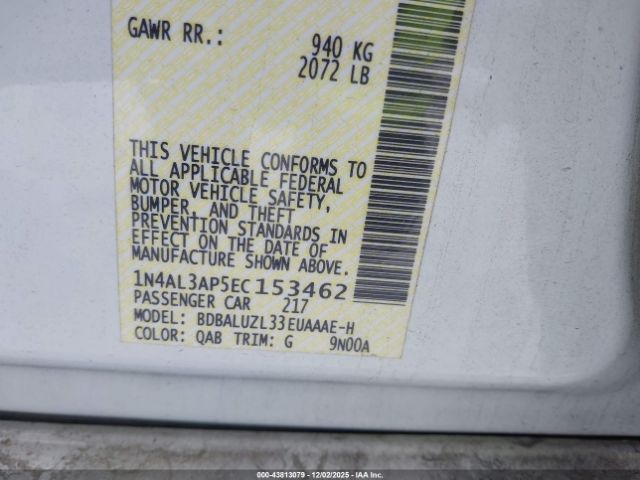 GAWR RR.: 940 KG
2072 LB
THIS VEHICLE CONFORMS TO
ALL APPLICABLE FEDERAL
MOTOR VEHICLE SAFETY,
BUMPER, AND THEFT
PREVENTION STANDARDS IN
EFFECT ON THE DATE OF
MANUFACTURE SHOWN ABOVE.
1N4AL3AP5EC153462
PASSENGER CAR 217
MODEL: BDBALUZL33EUAAAE-H
COLOR: QAB TRIM: G 9N00A
© - 43813079 - 12/02/2025 - IAA Inc.